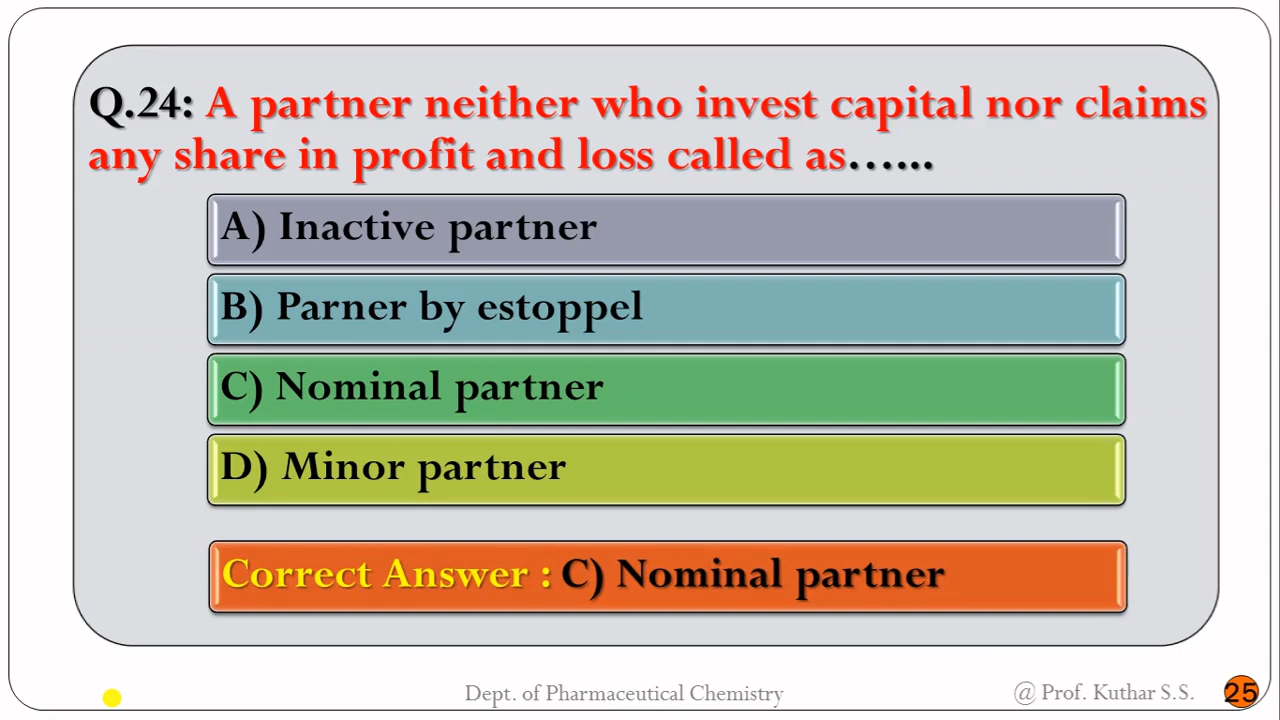 Q.24: A partner neither who invest capital nor claims
any share in profit and loss called as…...
A) Inactive partner
B) Parner by estoppel
C) Nominal partner
D) Minor partner
Correct Answer : C) Nominal partner
Dept. of Pharmaceutical Chemistry
@ Prof. Kuthar S.S.
25